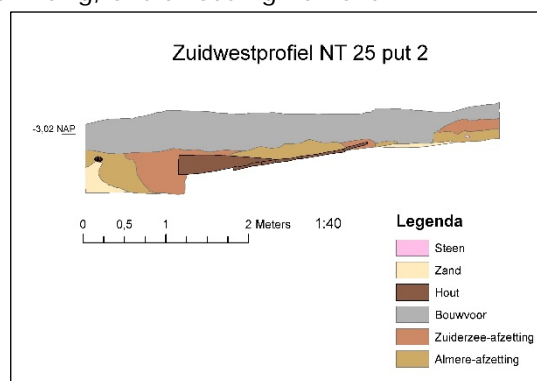 Zuidwestprofiel NT 25 put 2
-3,02 NAP
0 0,5 1 2 Meters 1:40
Legenda
Steen
Zand
Hout
Bouwvoor
Zuiderzee-afzetting
Almere-afzetting